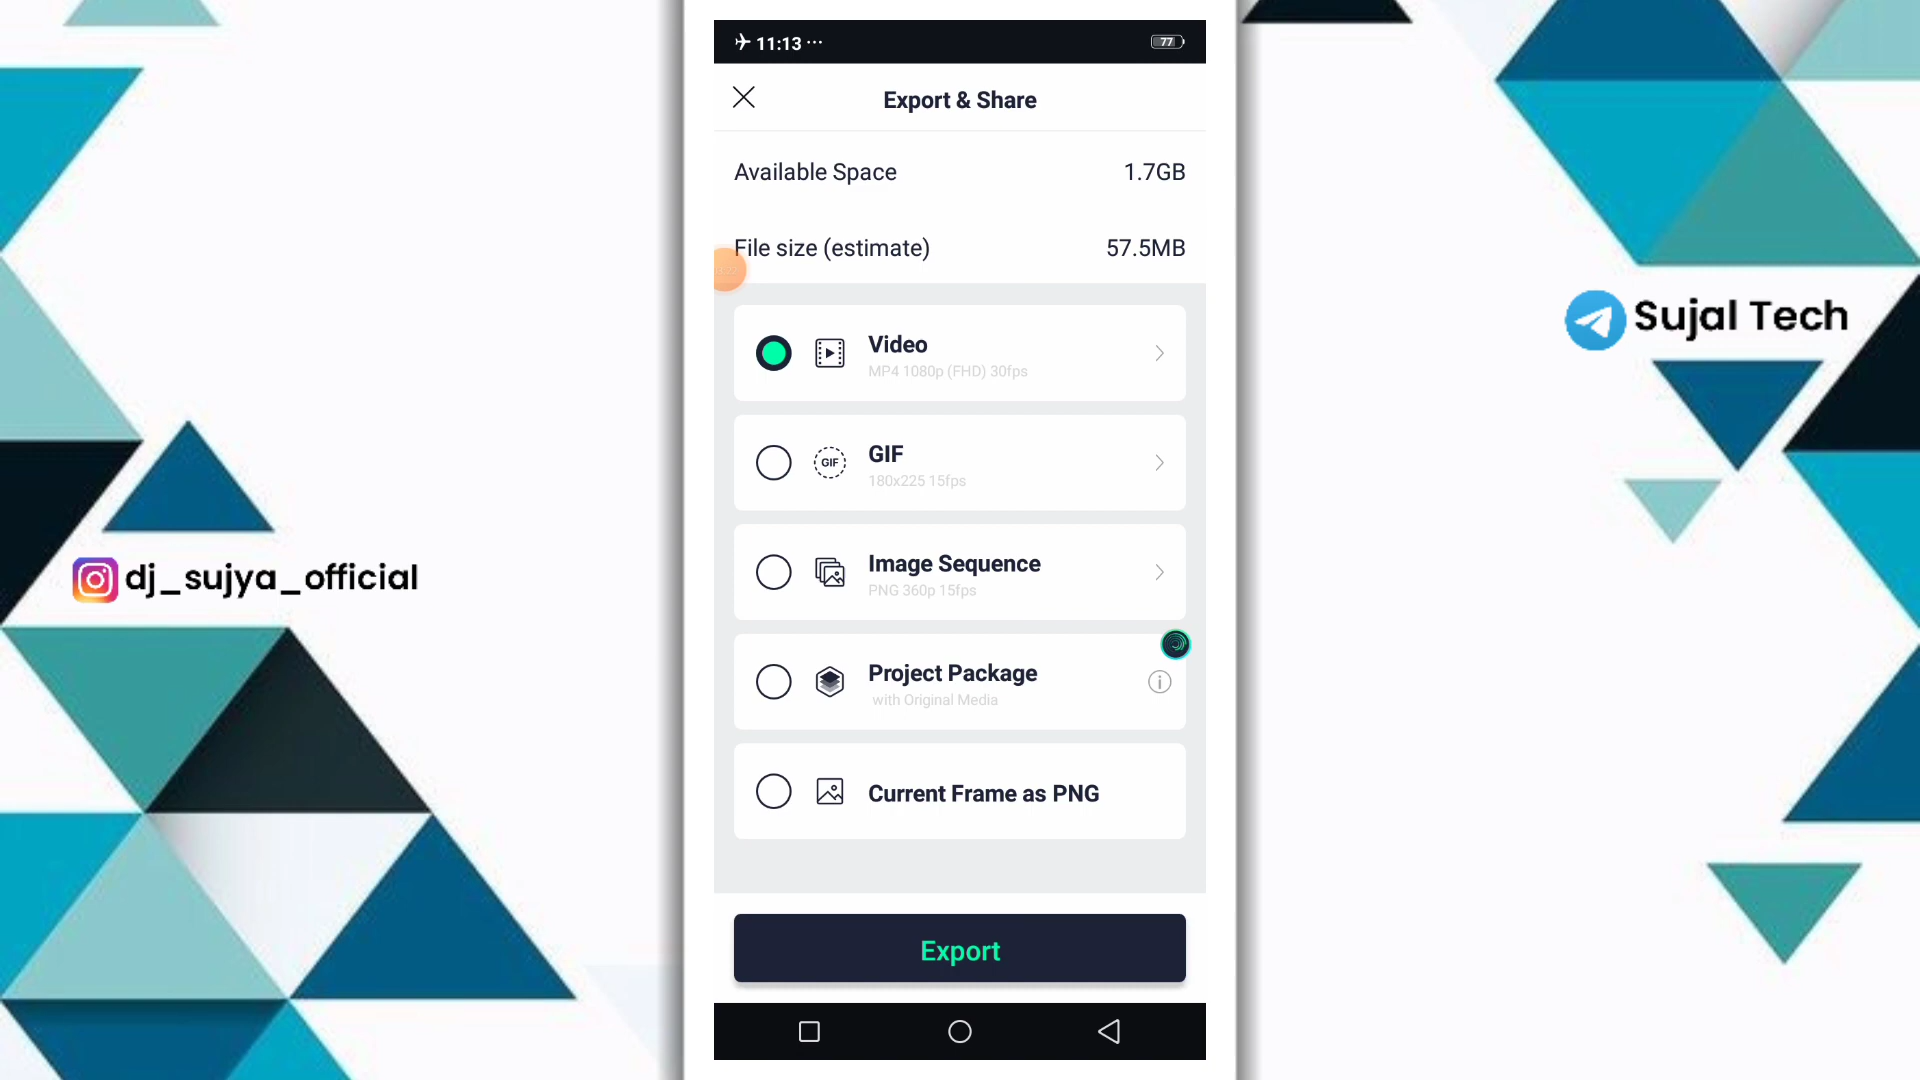 11:13 ...
77
Export & Share
Available Space 1.7GB
File size (estimate) 57.5MB
Video
MP4 1080p (FHD) 30fps
GIF
GIF
180x225 15fps
Image Sequence
PNG 360p 15fps
Project Package
with Original Media
Current Frame as PNG
Export
Sujal Tech
dj_sujya_official